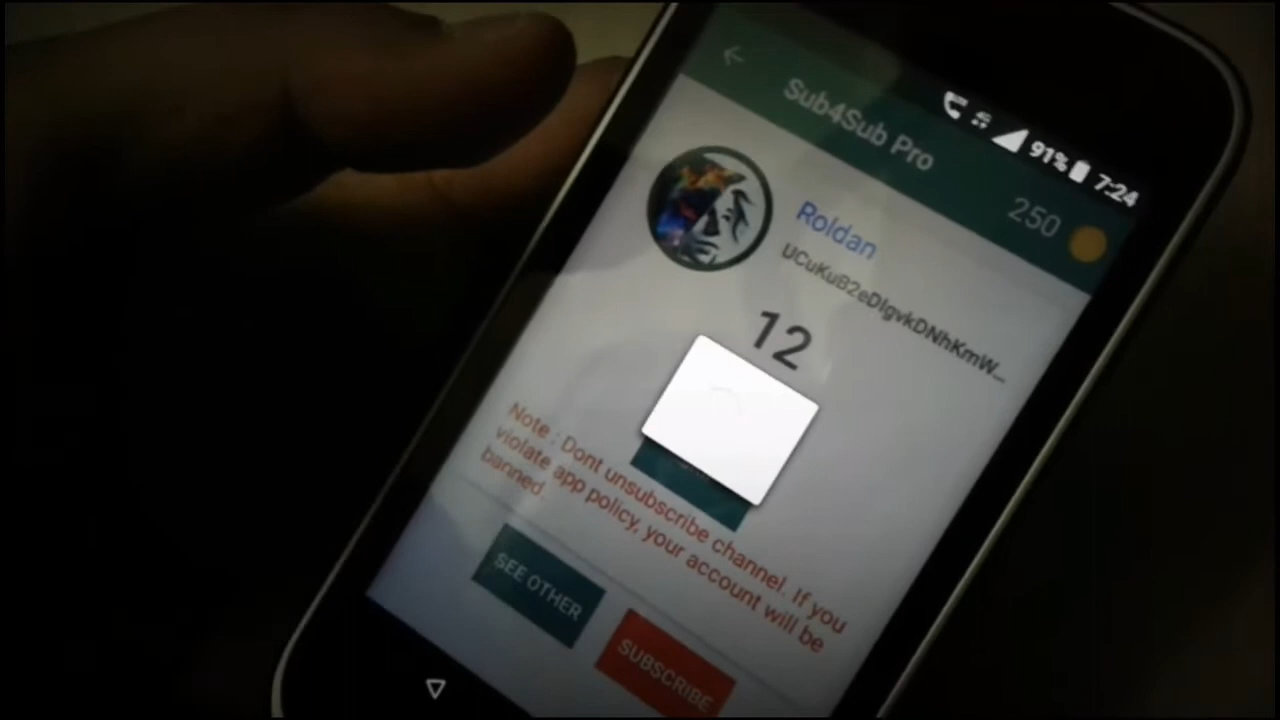 91% 7:24
Sub4Sub Pro
250
Roldan
UCuKuB2eDIgvkDNhKmW...
12
Note : Dont unsubscribe channel. If you
violate app policy, your account will be
banned.
SEE OTHER
SUBSCRIBE